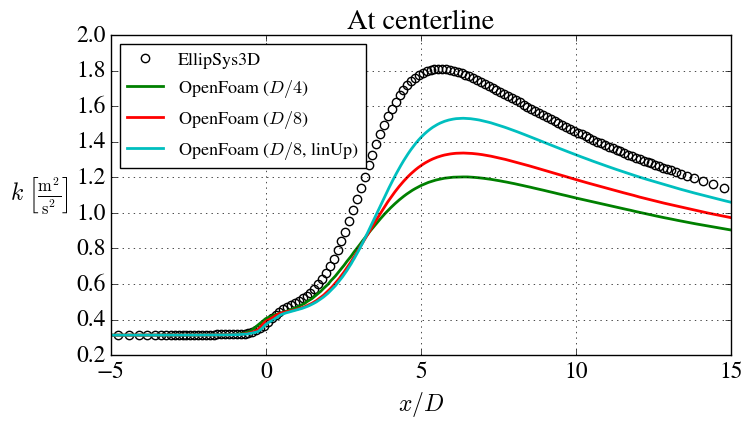 At centerline
EllipSys3D
OpenFoam (D/4)
OpenFoam (D/8)
OpenFoam (D/8, linUp)
2.0
1.8
1.6
1.4
1.2
1.0
0.8
0.6
0.4
0.2
k [m²/s²]
−5
0
5
10
15
x/D